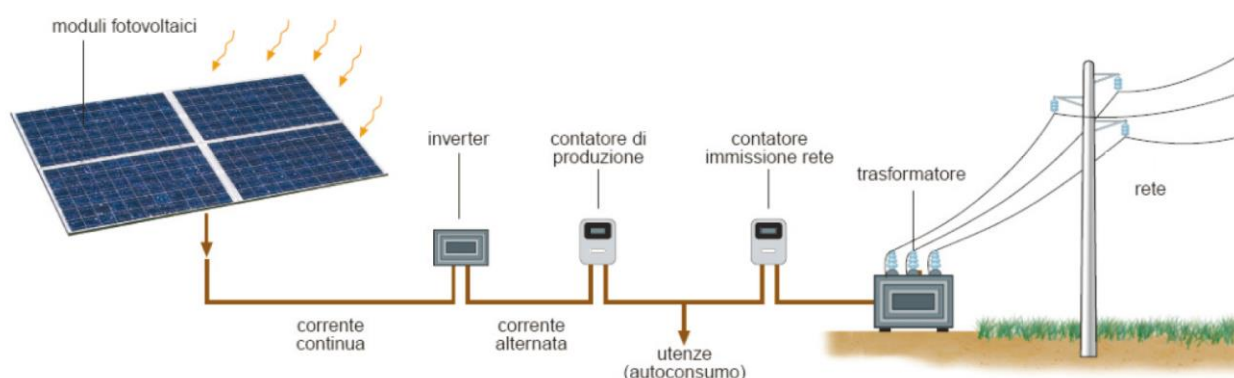 moduli fotovoltaici
inverter
contatore di
produzione
contatore
immissione rete
trasformatore
rete
corrente
continua
corrente
alternata
utenze
(autoconsumo)